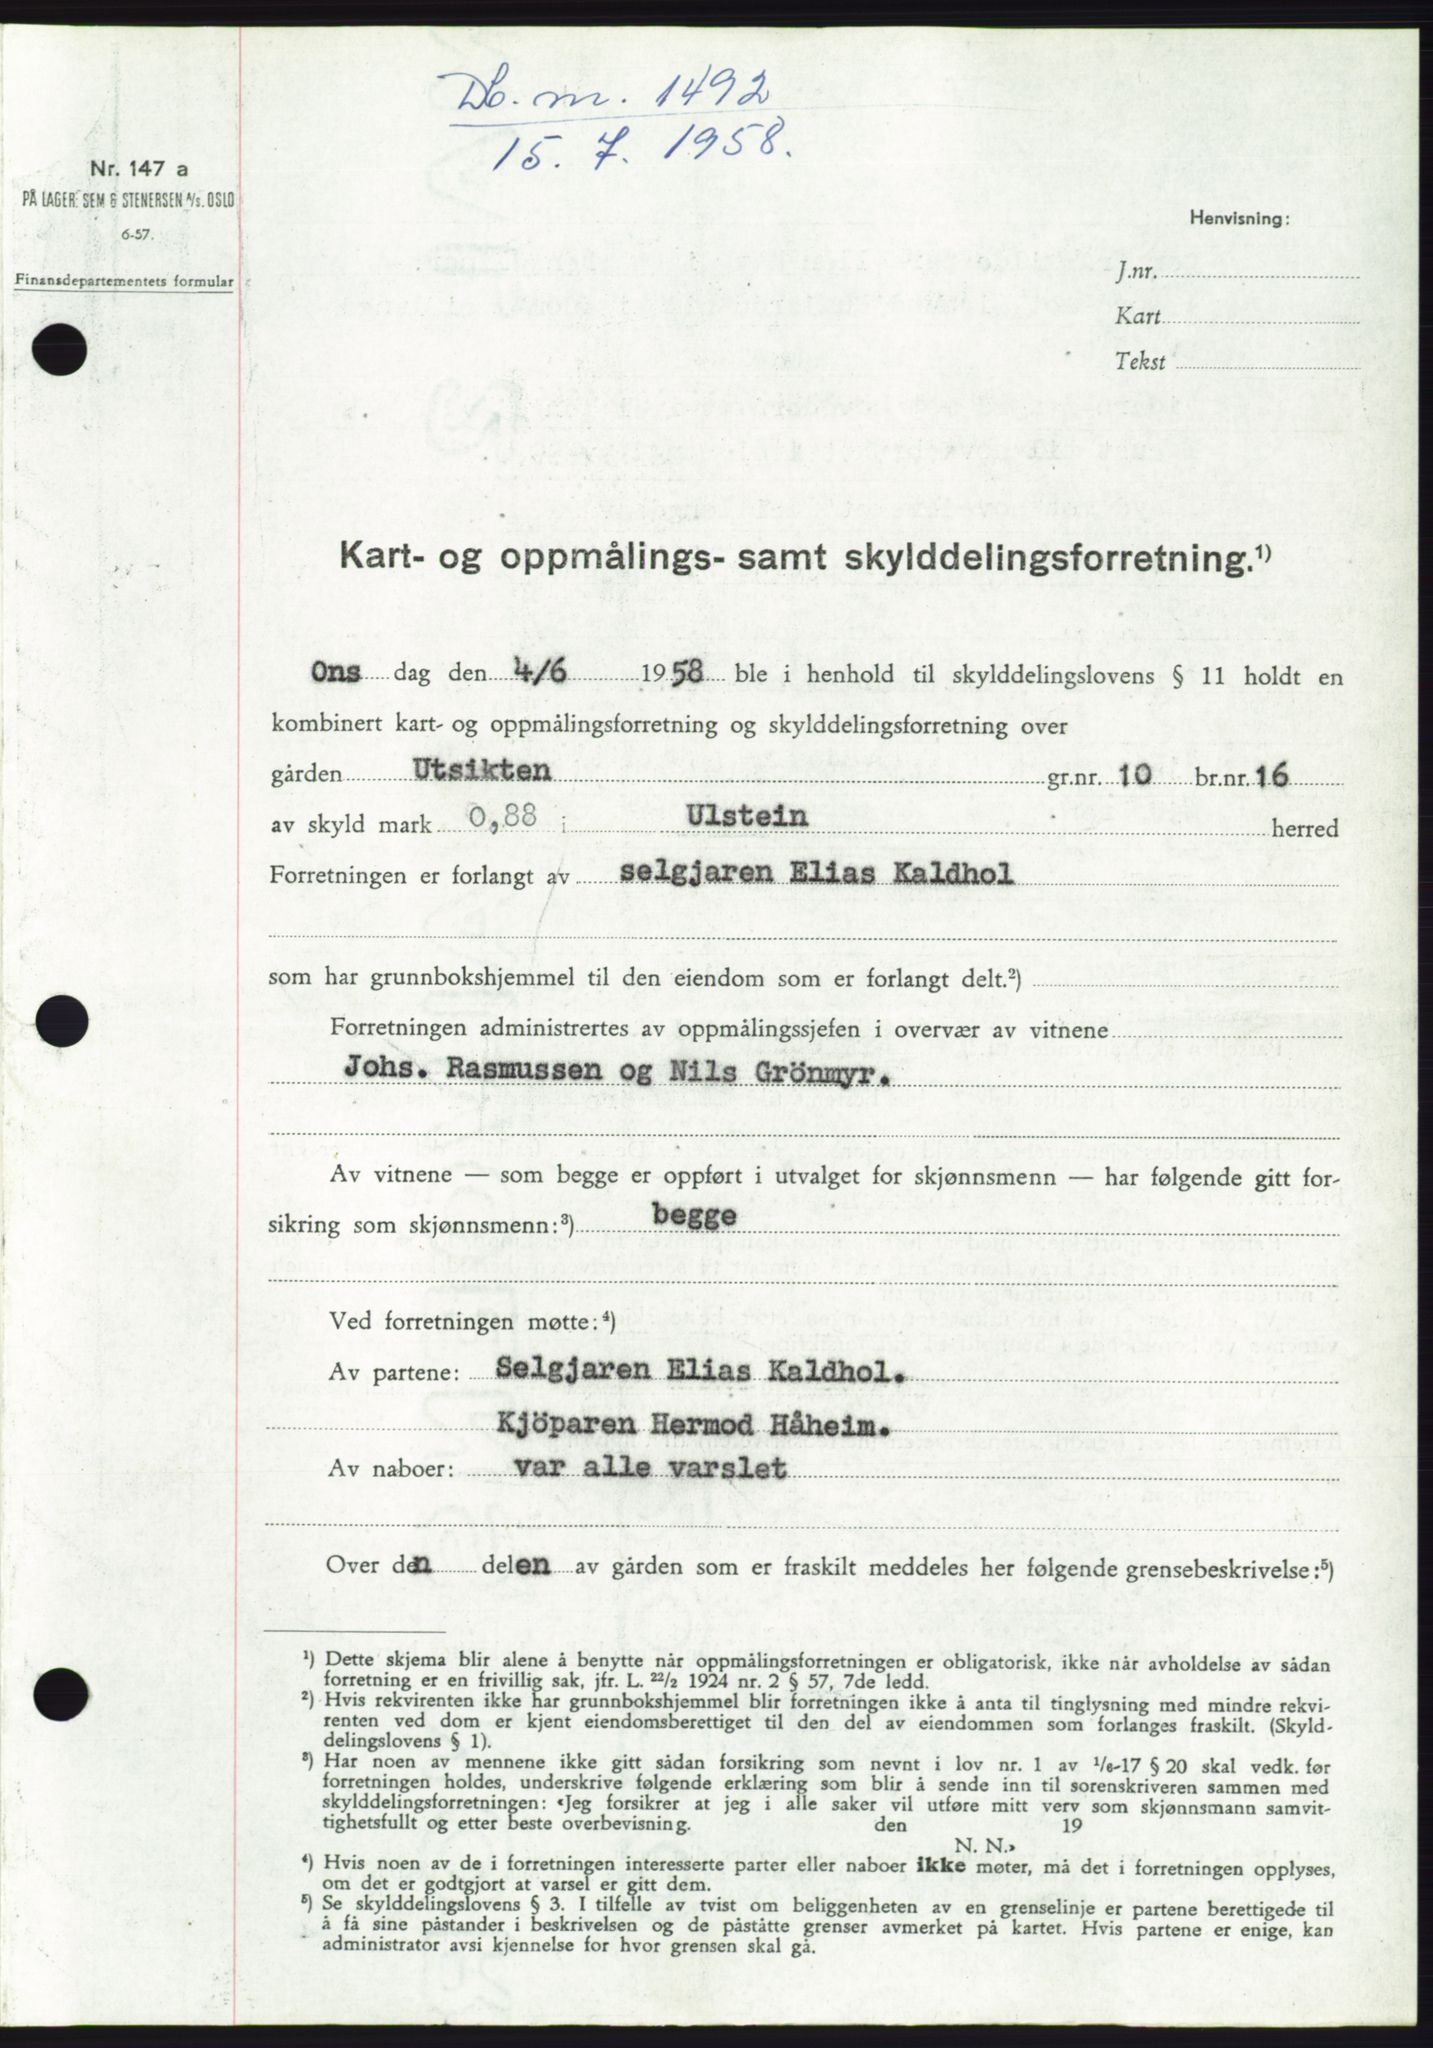 Db. nr. 1492
15. 7. 1958.
Nr. 147 a
PÅ LAGER: SEM & STENERSEN A/S. OSLO
6-57.
Finansdepartementets formular
Henvisning:
J.nr.
Kart
Tekst
Kart- og oppmålings- samt skylddelingsforretning.¹)
Ons dag den 4/6 1958 ble i henhold til skylddelingslovens § 11 holdt en
kombinert kart- og oppmålingsforretning og skylddelingsforretning over
gården Utsikten gr.nr. 10 br.nr. 16
av skyld mark 0,88 i Ulstein herred
Forretningen er forlangt av selgjaren Elias Kaldhol
som har grunnbokshjemmel til den eiendom som er forlangt delt.²)
Forretningen administrertes av oppmålingssjefen i overvær av vitnene
Johs. Rasmussen og Nils Grönmyr.
Av vitnene — som begge er oppført i utvalget for skjønnsmenn — har følgende gitt for-
sikring som skjønnsmenn:³) begge
Ved forretningen møtte:⁴)
Av partene: Selgjaren Elias Kaldhol.
Kjöparen Hermod Håheim.
Av naboer: var alle varslet
Over den delen av gården som er fraskilt meddeles her følgende grensebeskrivelse:⁵)
¹) Dette skjema blir alene å benytte når oppmålingsforretningen er obligatorisk, ikke når avholdelse av sådan
forretning er en frivillig sak, jfr. L. 22/2 1924 nr. 2 § 57, 7de ledd.
²) Hvis rekvirenten ikke har grunnbokshjemmel blir forretningen ikke å anta til tinglysning med mindre rekvi-
renten ved dom er kjent eiendomsberettiget til den del av eiendommen som forlanges fraskilt. (Skyld-
delingslovens § 1).
³) Har noen av mennene ikke gitt sådan forsikring som nevnt i lov nr. 1 av 1/6-17 § 20 skal vedk. før
forretningen holdes, underskrive følgende erklæring som blir å sende inn til sorenskriveren sammen med
skylddelingsforretningen: «Jeg forsikrer at jeg i alle saker vil utføre mitt verv som skjønnsmann samvit-
tighetsfullt og etter beste overbevisning. den 19
N. N.»
⁴) Hvis noen av de i forretningen interesserte parter eller naboer ikke møter, må det i forretningen opplyses,
om det er godtgjort at varsel er gitt dem.
⁵) Se skylddelingslovens § 3. I tilfelle av tvist om beliggenheten av en grenselinje er partene berettigede til
å få sine påstander i beskrivelsen og de påståtte grenser avmerket på kartet. Hvis partene er enige, kan
administrator avsi kjennelse for hvor grensen skal gå.